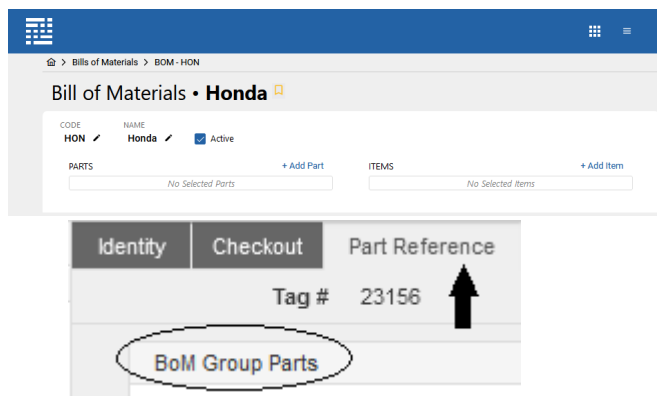 Bills of Materials > BOM - HON
Bill of Materials • Honda
CODE NAME
HON Honda Active
PARTS + Add Part ITEMS + Add Item
No Selected Parts No Selected Items
Identity Checkout Part Reference
Tag # 23156
BoM Group Parts